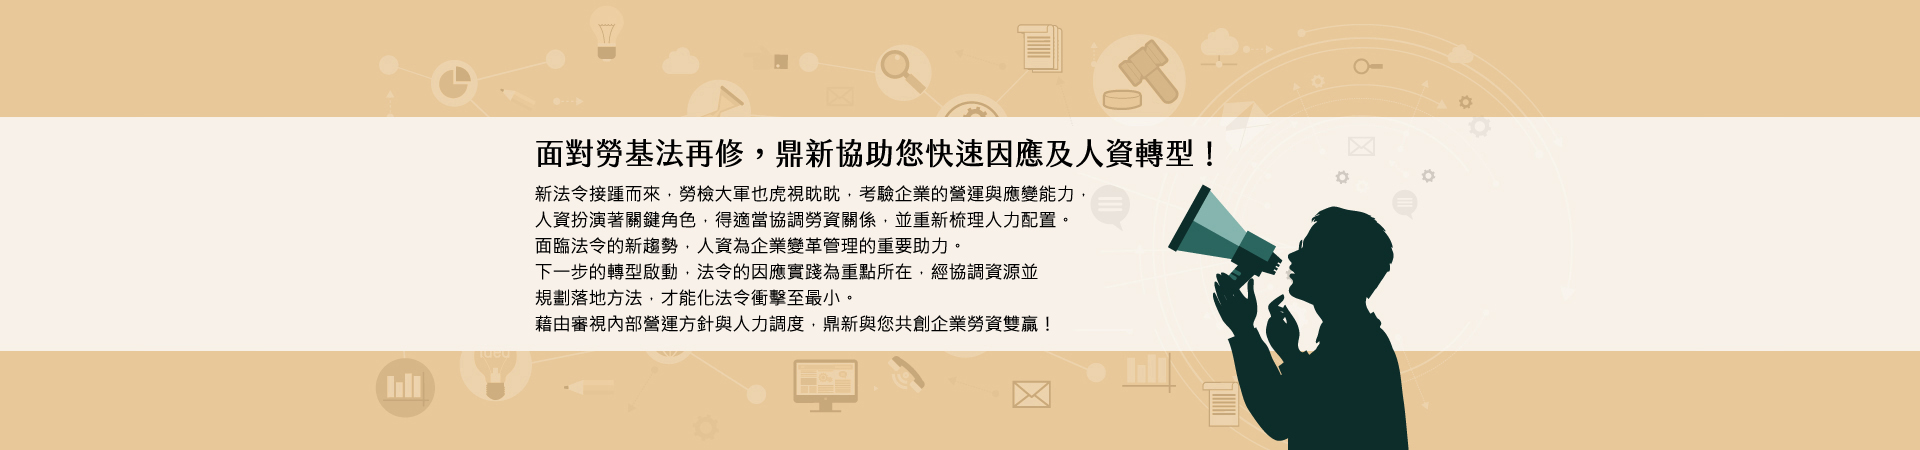 面對勞基法再修，鼎新協助您快速因應及人資轉型！
新法令接踵而來，勞檢大軍也虎視眈眈，考驗企業的營運與應變能力，
人資扮演著關鍵角色，得適當協調勞資關係，並重新梳理人力配置。
面臨法令的新趨勢，人資為企業變革管理的重要助力。
下一步的轉型啟動，法令的因應實踐為重點所在，經協調資源並
規劃落地方法，才能化法令衝擊至最小。
藉由審視內部營運方針與人力調度，鼎新與您共創企業勞資雙贏！
idea